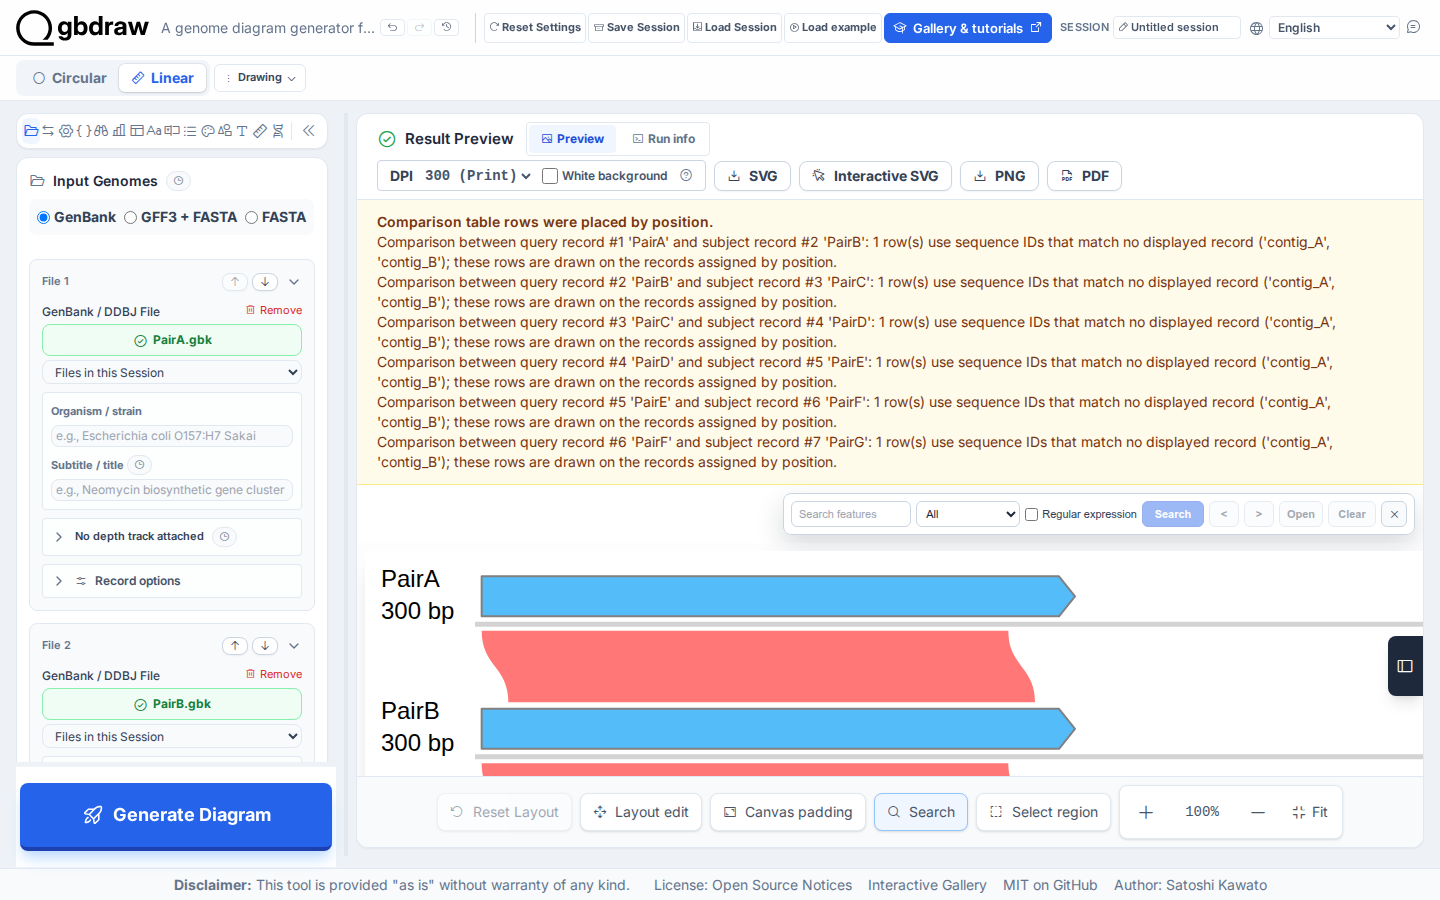 gbdraw
A genome diagram generator f...
Reset Settings
Save Session
Load Session
Load example
Gallery & tutorials
SESSION
Untitled session
English
Circular
Linear
Drawing
Input Genomes
GenBank
GFF3 + FASTA
FASTA
File 1
GenBank / DDBJ File
Remove
PairA.gbk
Files in this Session
Organism / strain
e.g., Escherichia coli O157:H7 Sakai
Subtitle / title
e.g., Neomycin biosynthetic gene cluster
No depth track attached
Record options
File 2
GenBank / DDBJ File
Remove
PairB.gbk
Files in this Session
Generate Diagram
Result Preview
Preview
Run info
DPI
300 (Print)
White background
SVG
Interactive SVG
PNG
PDF
Comparison table rows were placed by position.
Comparison between query record #1 'PairA' and subject record #2 'PairB': 1 row(s) use sequence IDs that match no displayed record ('contig_A',
'contig_B'); these rows are drawn on the records assigned by position.
Comparison between query record #2 'PairB' and subject record #3 'PairC': 1 row(s) use sequence IDs that match no displayed record ('contig_A',
'contig_B'); these rows are drawn on the records assigned by position.
Comparison between query record #3 'PairC' and subject record #4 'PairD': 1 row(s) use sequence IDs that match no displayed record ('contig_A',
'contig_B'); these rows are drawn on the records assigned by position.
Comparison between query record #4 'PairD' and subject record #5 'PairE': 1 row(s) use sequence IDs that match no displayed record ('contig_A',
'contig_B'); these rows are drawn on the records assigned by position.
Comparison between query record #5 'PairE' and subject record #6 'PairF': 1 row(s) use sequence IDs that match no displayed record ('contig_A',
'contig_B'); these rows are drawn on the records assigned by position.
Comparison between query record #6 'PairF' and subject record #7 'PairG': 1 row(s) use sequence IDs that match no displayed record ('contig_A',
'contig_B'); these rows are drawn on the records assigned by position.
Search features
All
Regular expression
Search
<
>
Open
Clear
PairA
300 bp
PairB
300 bp
Reset Layout
Layout edit
Canvas padding
Search
Select region
100%
Fit
Disclaimer: This tool is provided "as is" without warranty of any kind.
License: Open Source Notices
Interactive Gallery
MIT on GitHub
Author: Satoshi Kawato